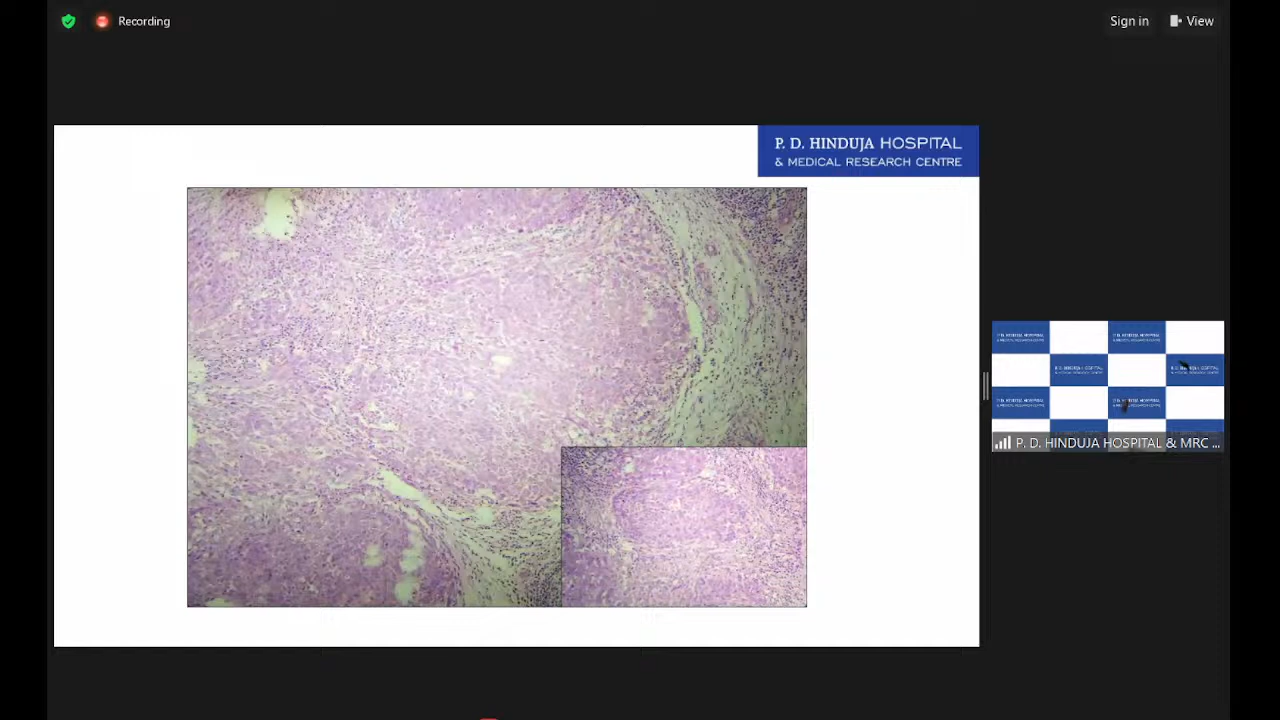 Recording
Sign in
View
P. D. HINDUJA HOSPITAL
& MEDICAL RESEARCH CENTRE
P. D. HINDUJA HOSPITAL & MRC ...